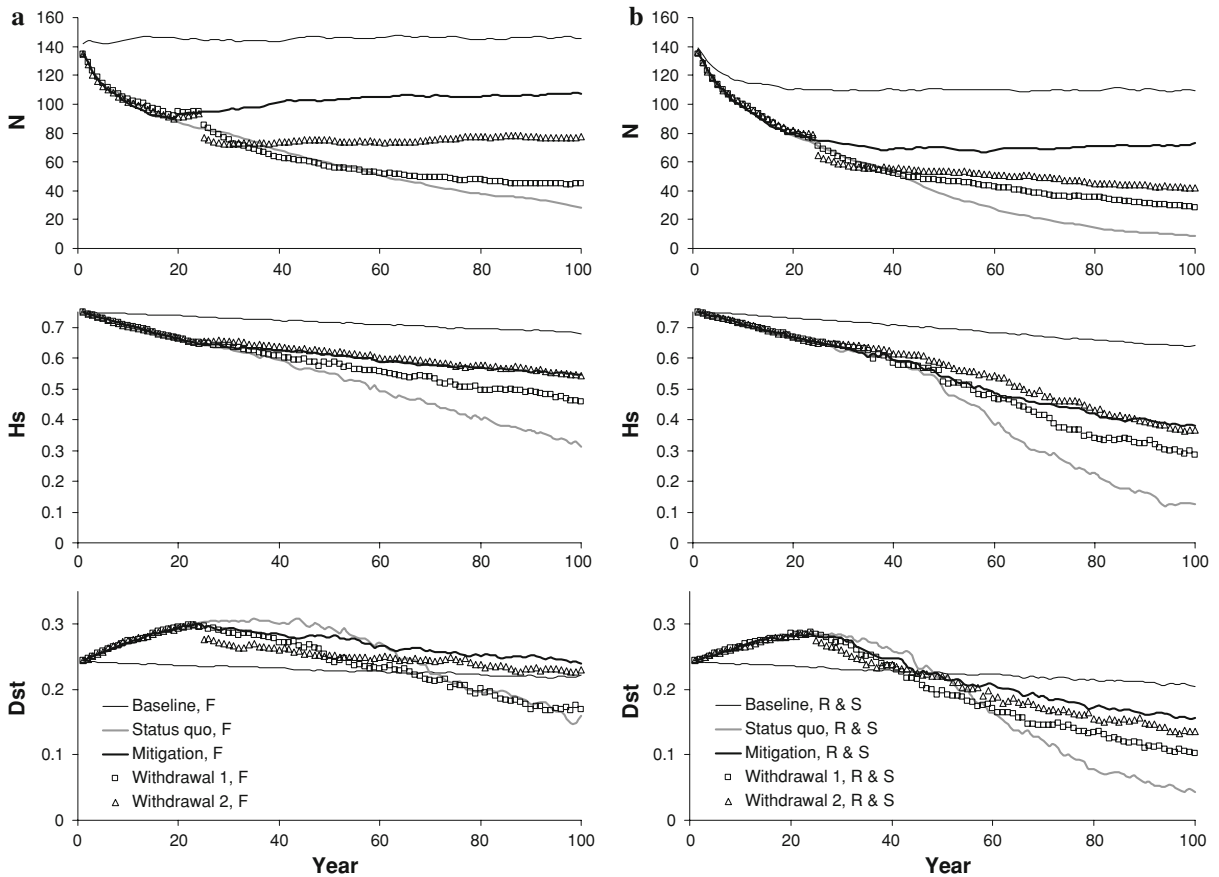 a
160
140
120
100
80
60
40
20
0
N
0 20 40 60 80 100
b
160
140
120
100
80
60
40
20
0
N
0 20 40 60 80 100
0.7
0.6
0.5
0.4
0.3
0.2
0.1
0
Hs
0 20 40 60 80 100
0.7
0.6
0.5
0.4
0.3
0.2
0.1
0
Hs
0 20 40 60 80 100
0.3
0.2
0.1
0
Dst
Baseline, F
Status quo, F
Mitigation, F
Withdrawal 1, F
Withdrawal 2, F
0 20 40 60 80 100
Year
0.3
0.2
0.1
0
Dst
Baseline, R & S
Status quo, R & S
Mitigation, R & S
Withdrawal 1, R & S
Withdrawal 2, R & S
0 20 40 60 80 100
Year